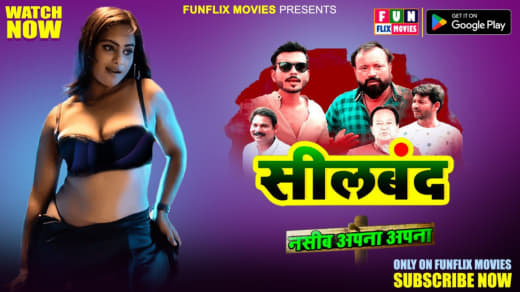 WATCH
NOW
FUNFLIX MOVIES PRESENTS
FUN
FLIX MOVIES
GET IT ON
Google Play
सीलबंद
नसीब अपना अपना
ONLY ON FUNFLIX MOVIES
SUBSCRIBE NOW